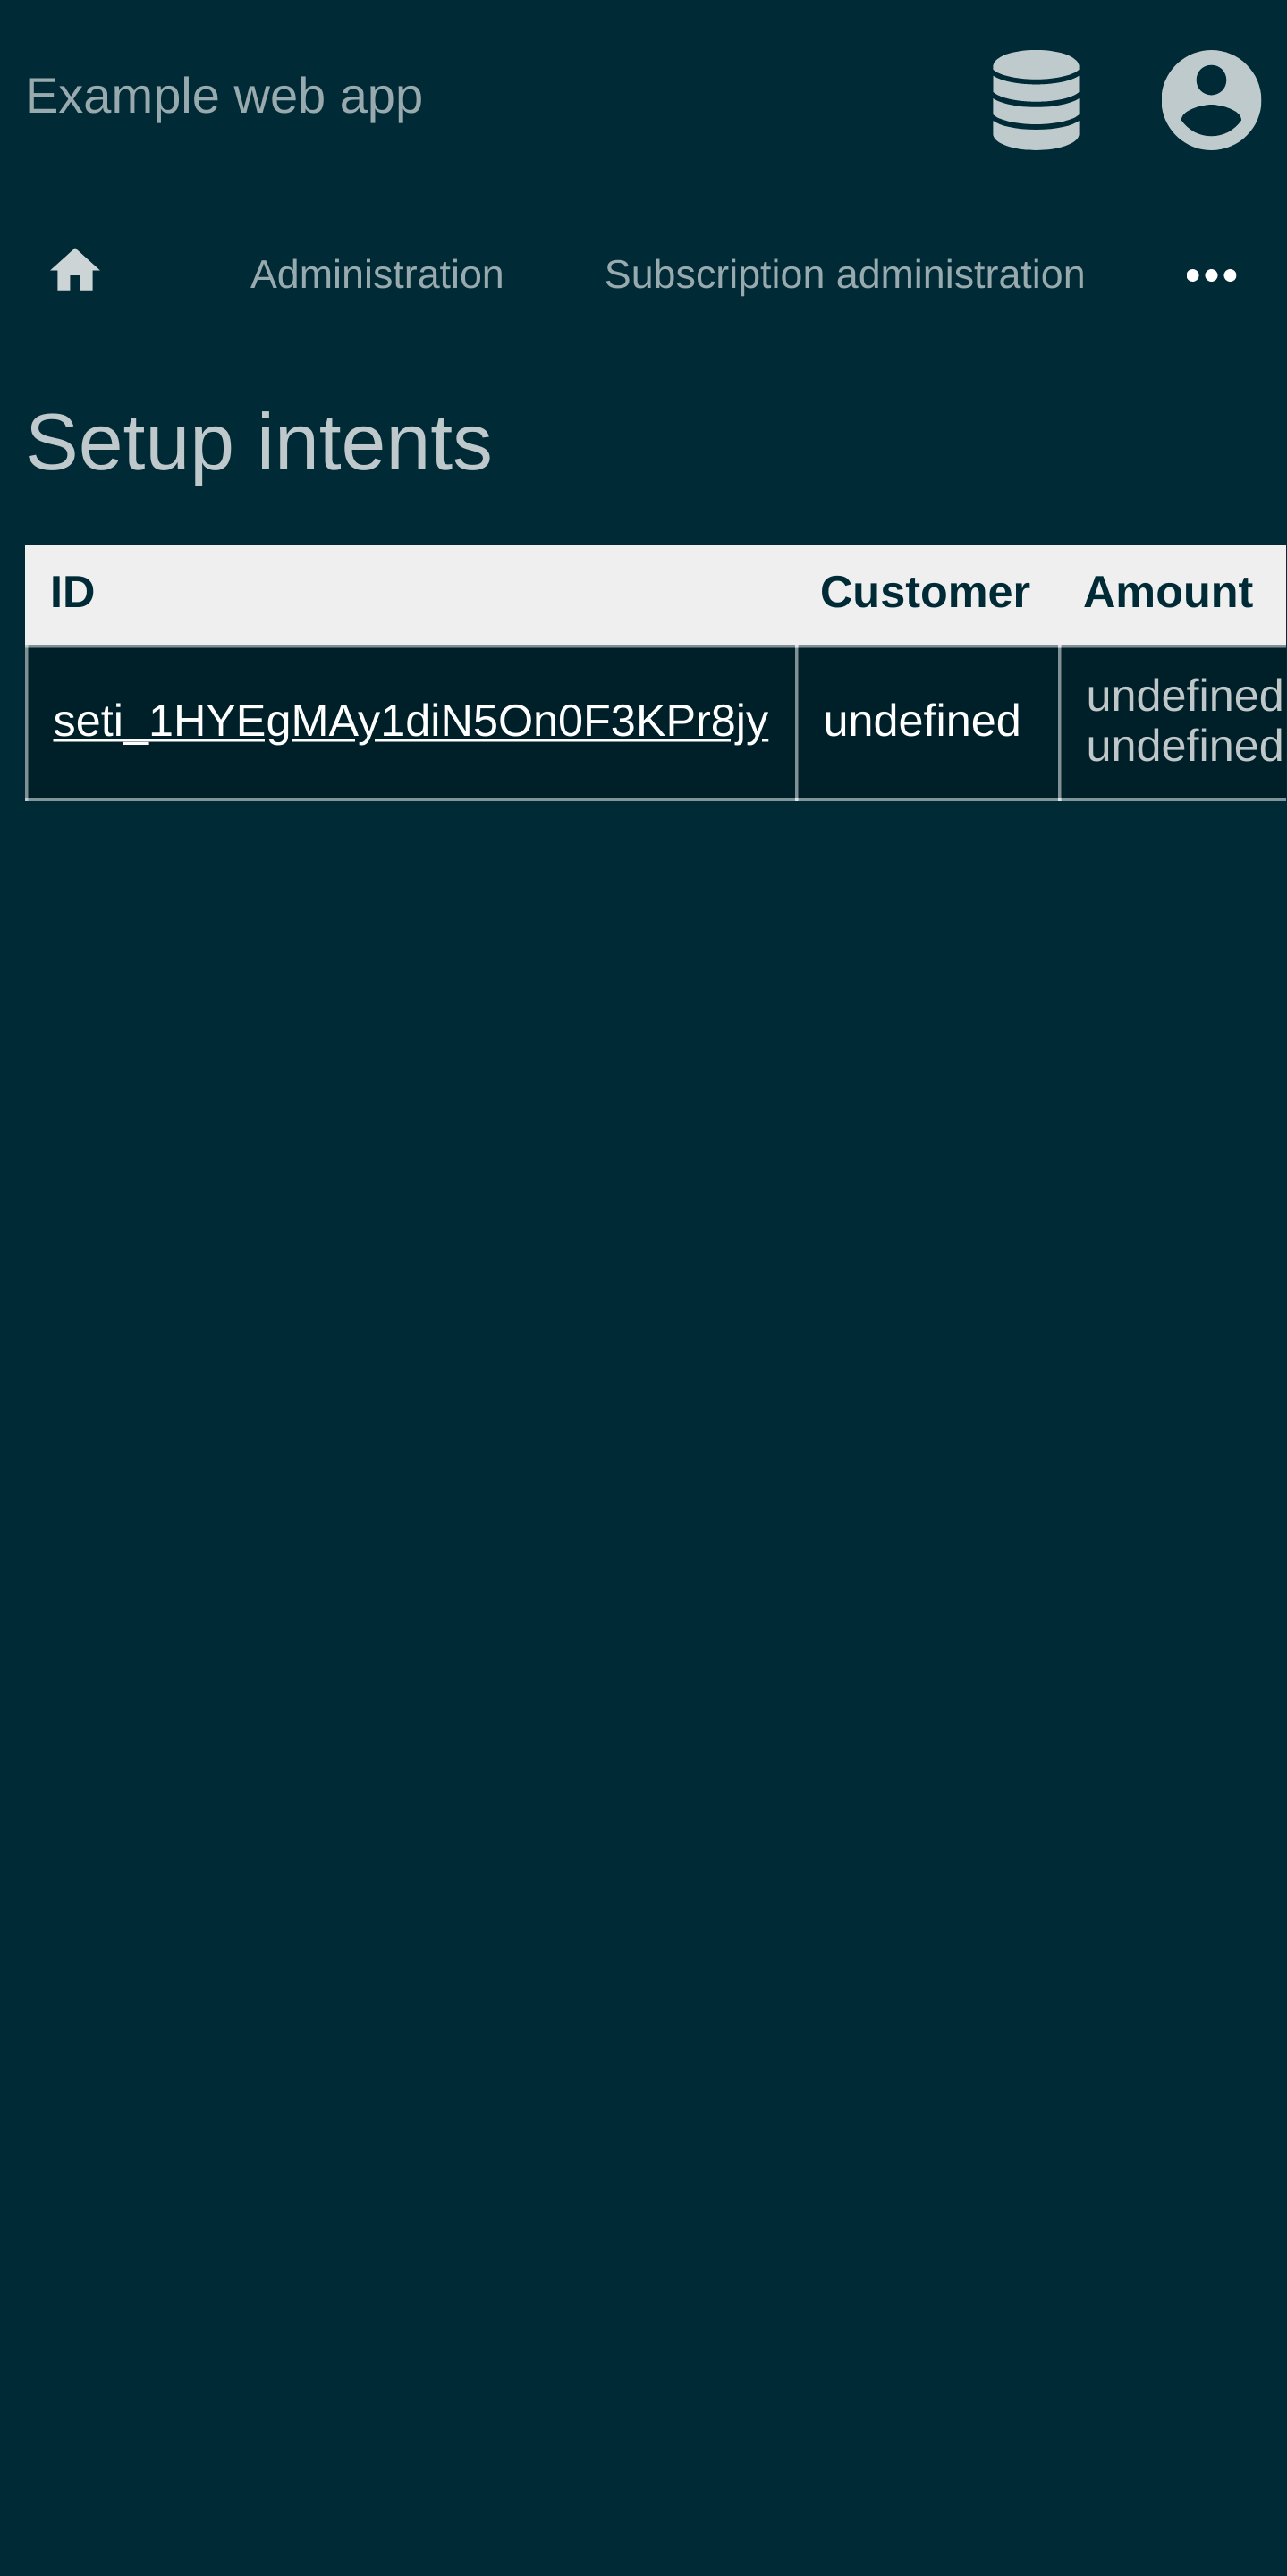 Example web app
Administration Subscription administration
Setup intents
ID Customer Amount
seti_1HYEgMAy1diN5On0F3KPr8jy undefined undefined
undefined